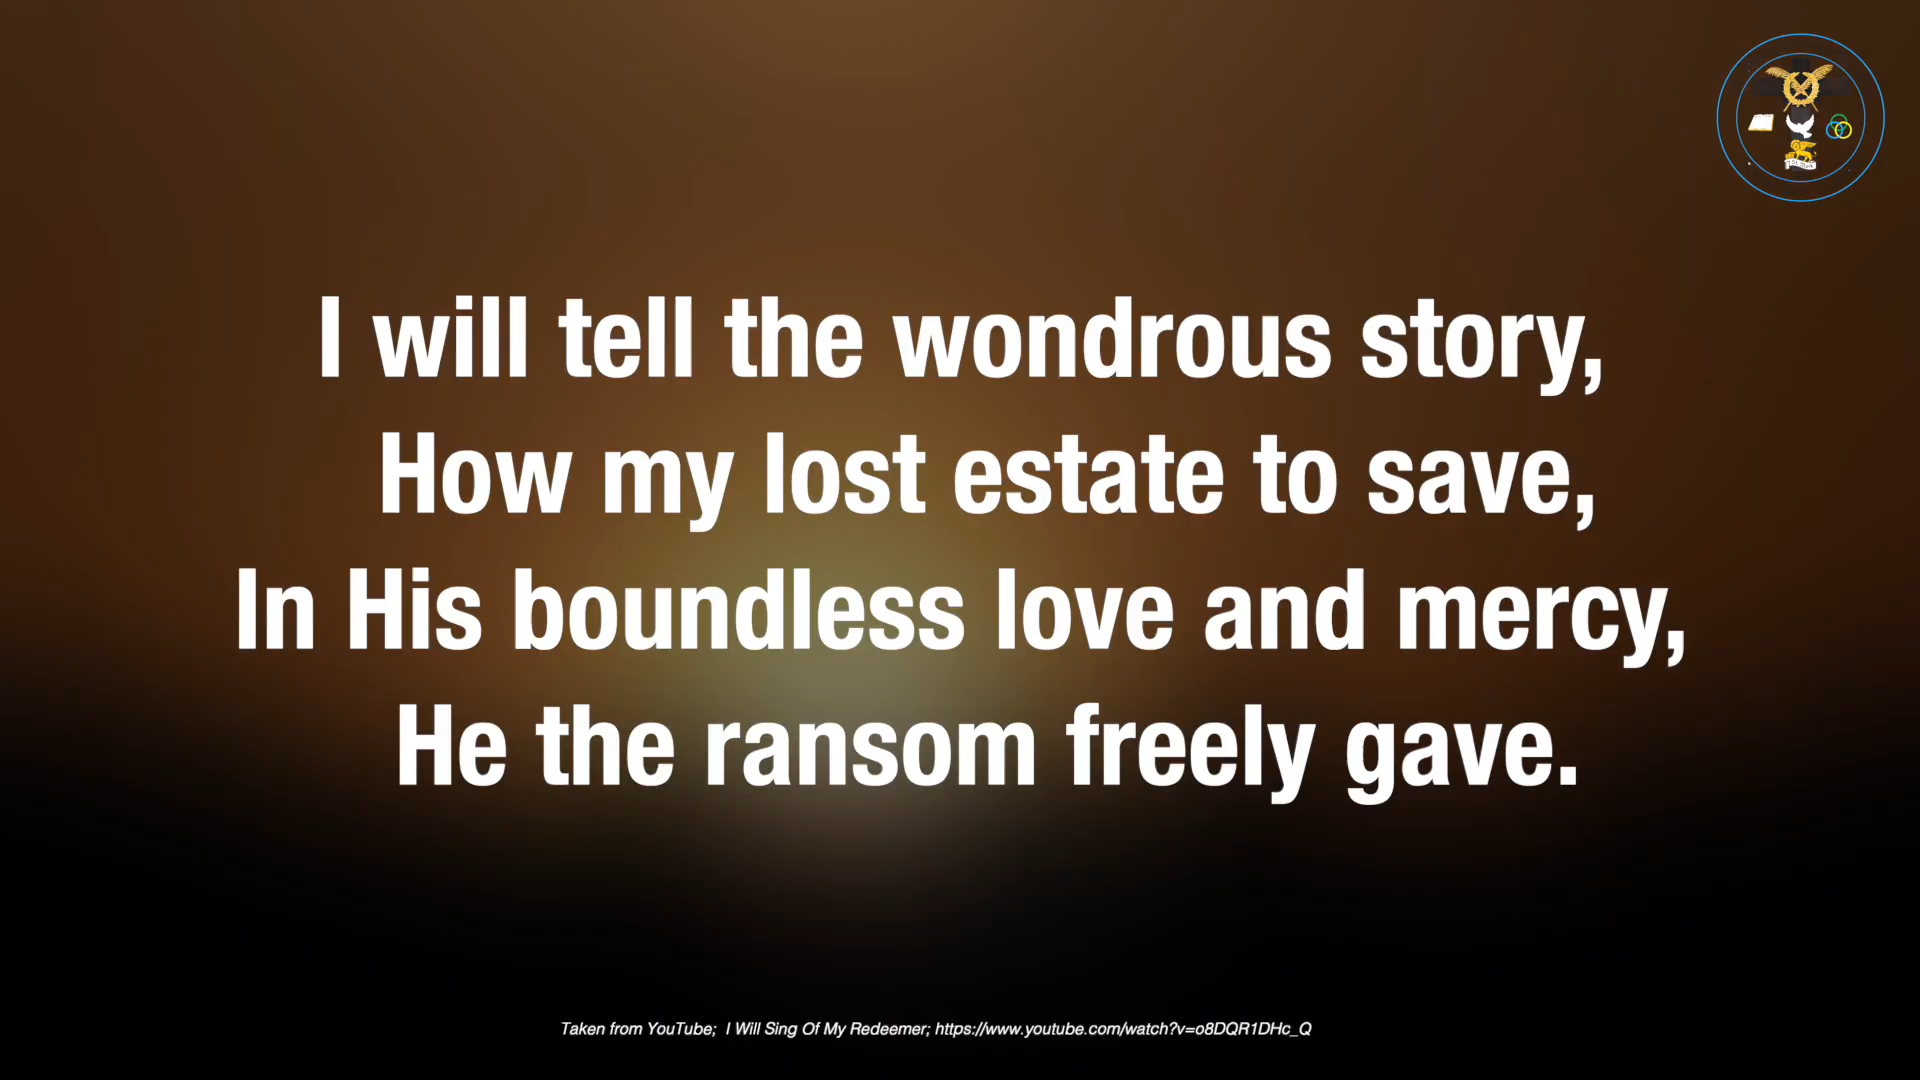 I will tell the wondrous story,
How my lost estate to save,
In His boundless love and mercy,
He the ransom freely gave.
Taken from YouTube;  I Will Sing Of My Redeemer; https://www.youtube.com/watch?v=o8DQR1DHc_Q